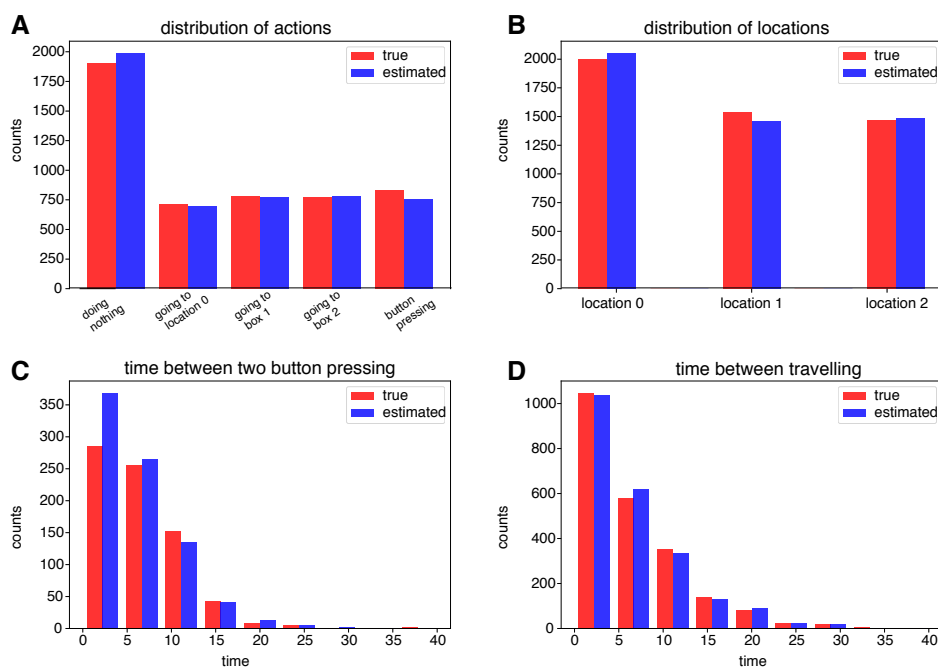 A
distribution of actions
true
estimated
counts
2000
1750
1500
1250
1000
750
500
250
0
doing
nothing
going to
location 0
going to
box 1
going to
box 2
button
pressing
B
distribution of locations
true
estimated
counts
2000
1750
1500
1250
1000
750
500
250
0
location 0
location 1
location 2
C
time between two button pressing
true
estimated
counts
350
300
250
200
150
100
50
0
0 5 10 15 20 25 30 35 40
time
D
time between travelling
true
estimated
counts
1000
800
600
400
200
0
0 5 10 15 20 25 30 35 40
time